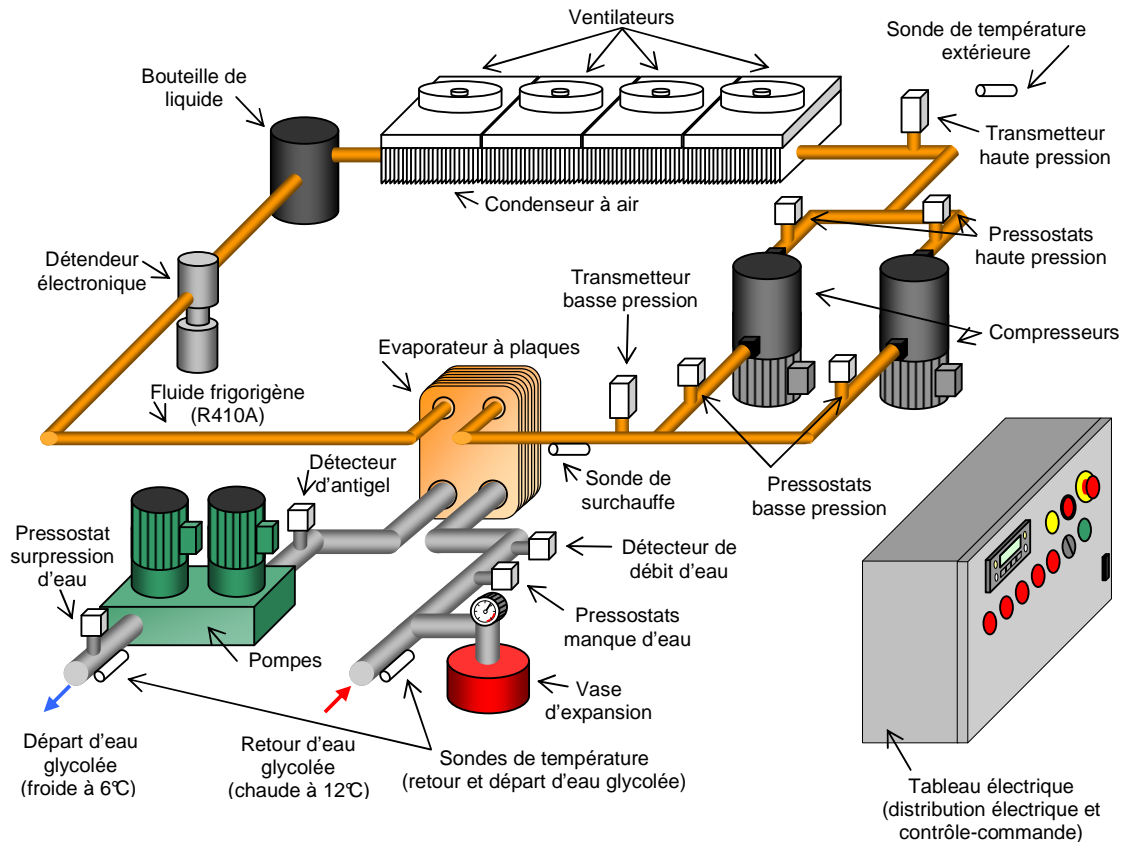 Ventilateurs
Sonde de température
extérieure
Bouteille de
liquide
Transmetteur
haute pression
Condenseur à air
Pressostats
haute pression
Détendeur
électronique
Transmetteur
basse pression
Compresseurs
Evaporateur à plaques
Fluide frigorigène
(R410A)
Détecteur
d'antigel
Sonde de
surchauffe
Pressostats
basse pression
Pressostat
surpression
d'eau
Détecteur de
débit d'eau
Pressostats
manque d'eau
Pompes
Vase
d'expansion
Départ d'eau
glycolée
(froide à 6°C)
Retour d'eau
glycolée
(chaude à 12°C)
Sondes de température
(retour et départ d'eau glycolée)
Tableau électrique
(distribution électrique et
contrôle-commande)